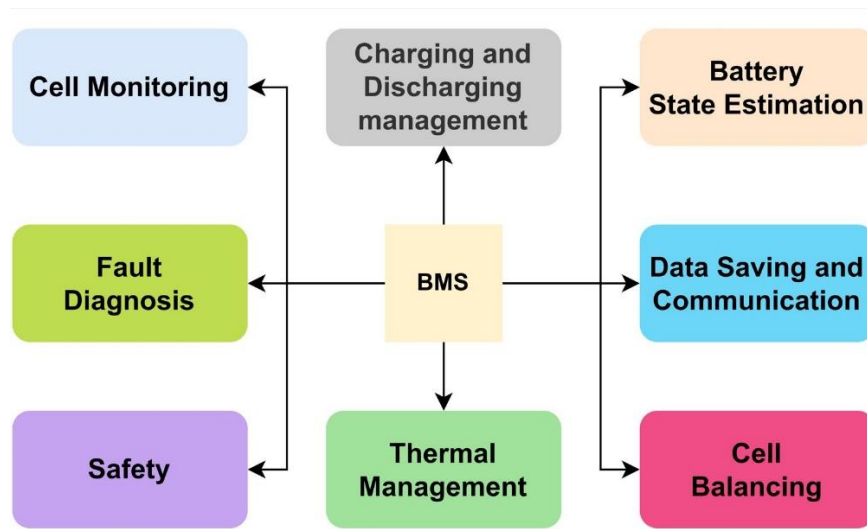 Cell Monitoring
Charging and
Discharging
management
Battery
State Estimation
Fault
Diagnosis
BMS
Data Saving and
Communication
Safety
Thermal
Management
Cell
Balancing